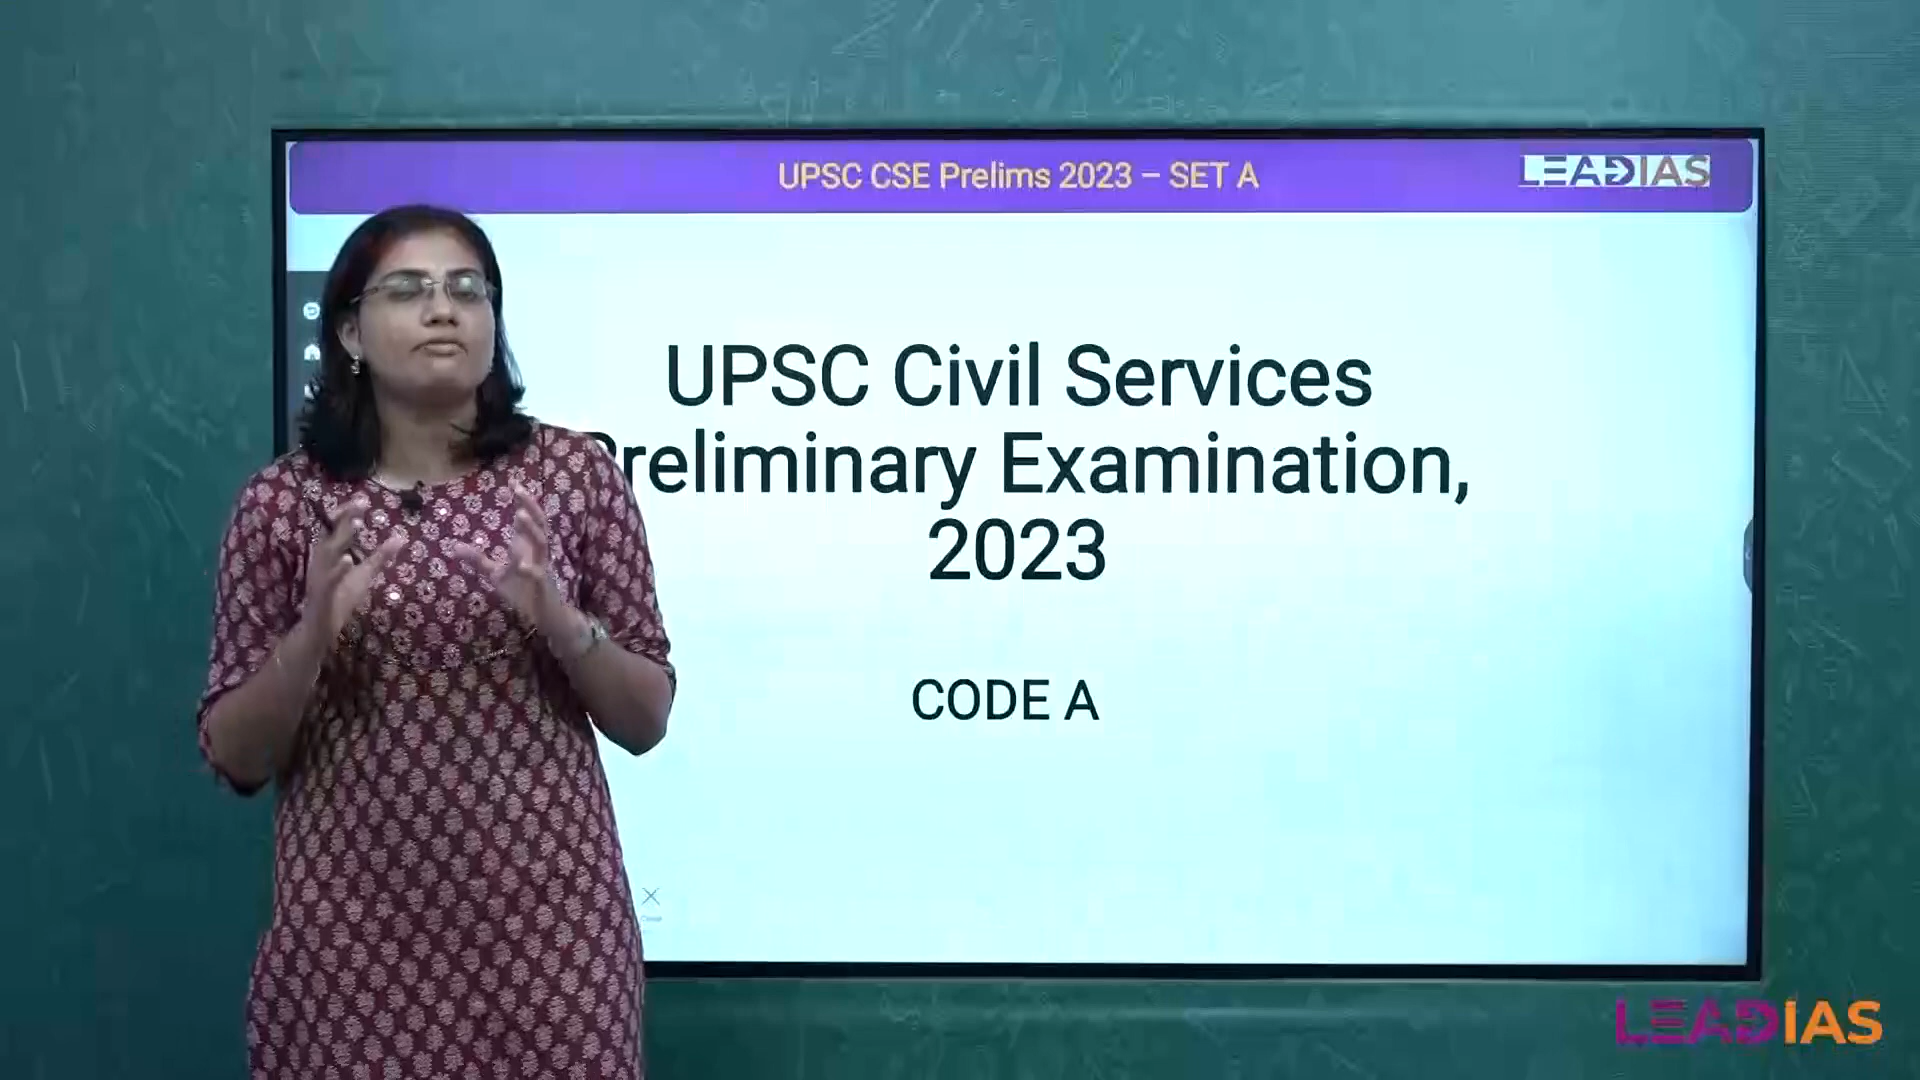 UPSC CSE Prelims 2023 – SET A
LEADIAS
UPSC Civil Services
Preliminary Examination,
2023
CODE A
LEADIAS